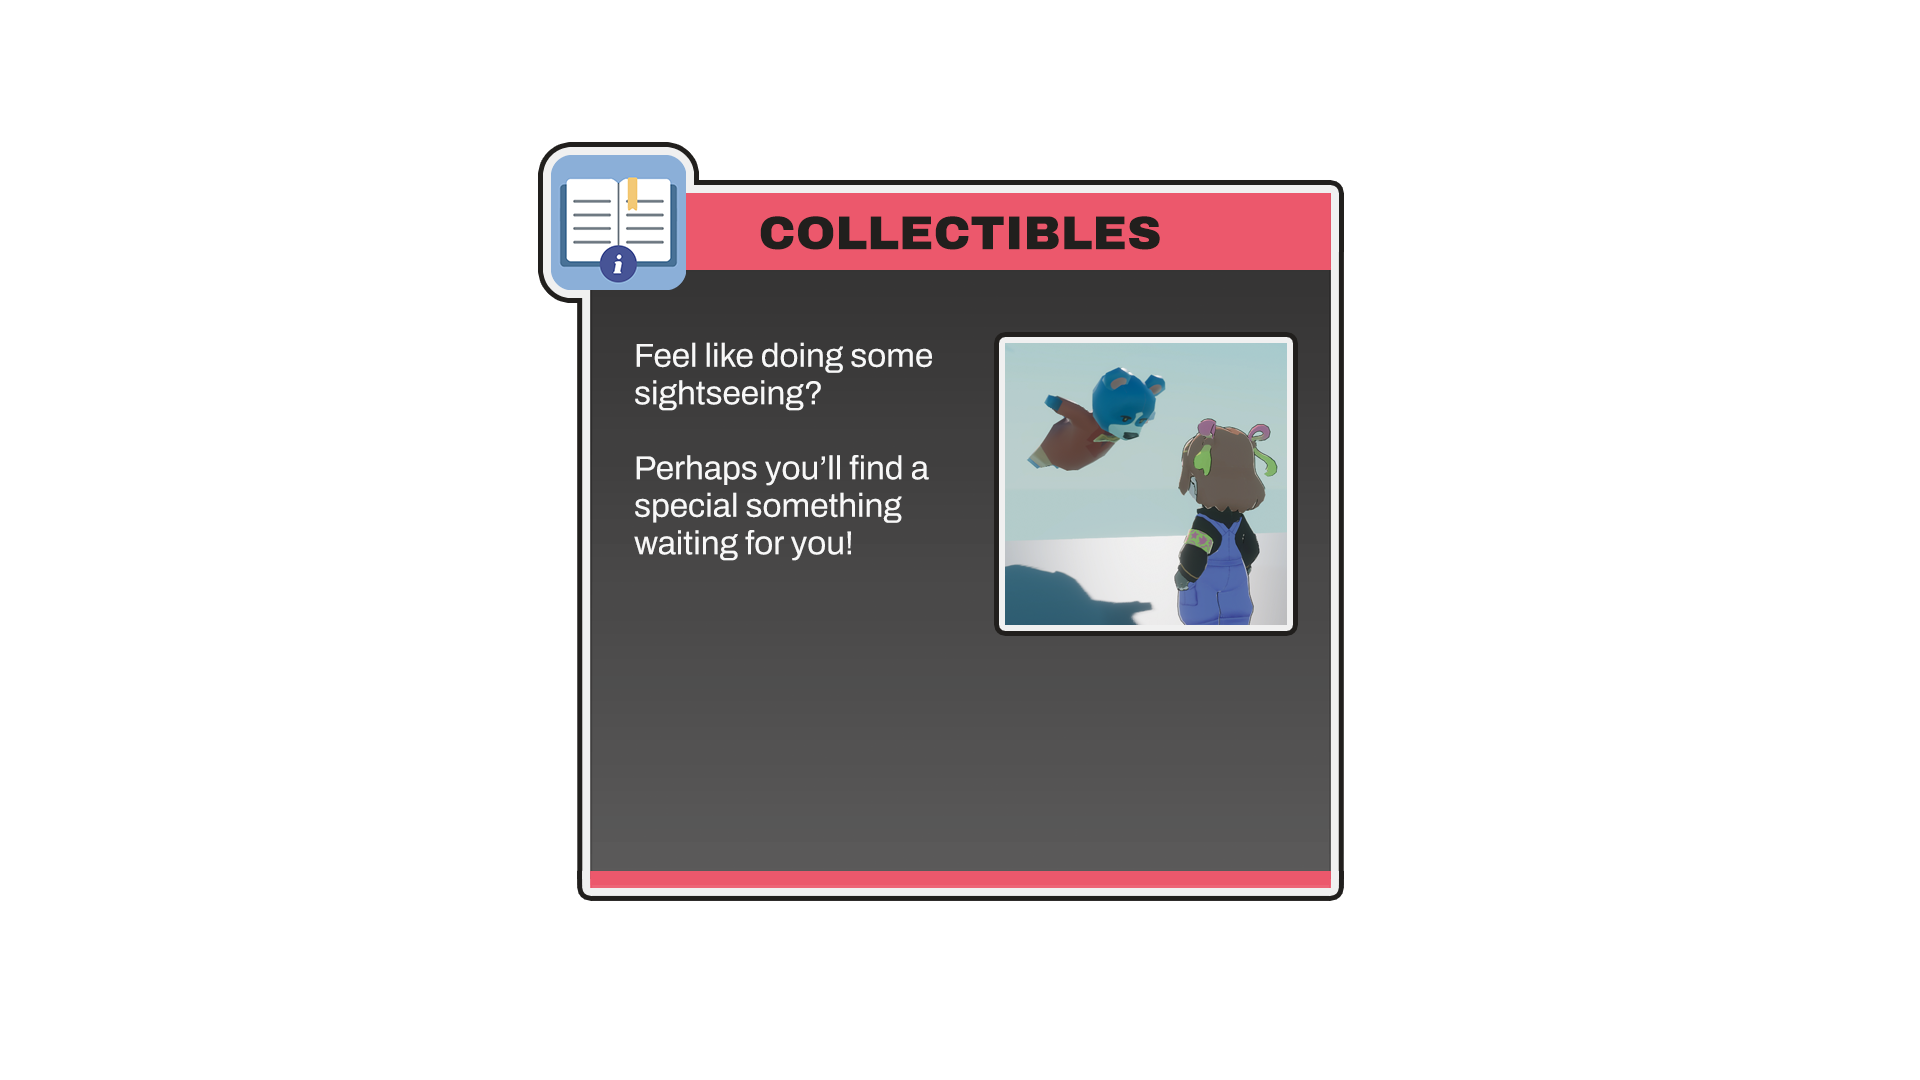 COLLECTIBLES
Feel like doing some
sightseeing?
Perhaps you’ll find a
special something
waiting for you!
i